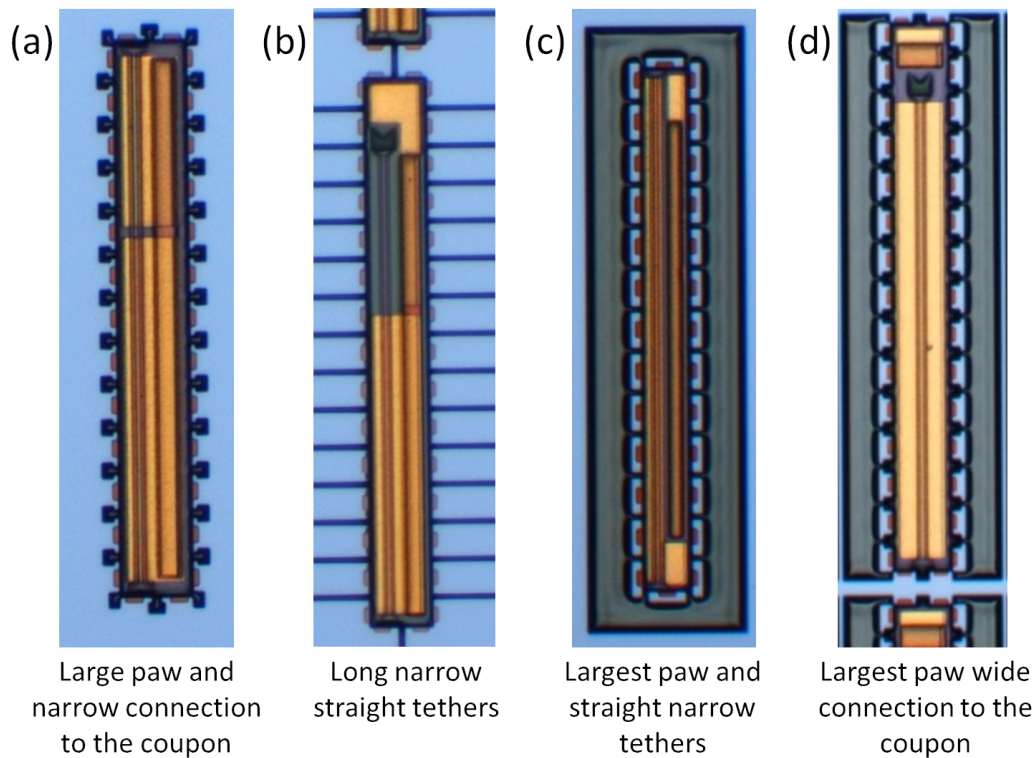 (a)
(b)
(c)
(d)
Large paw and
narrow connection
to the coupon
Long narrow
straight tethers
Largest paw and
straight narrow
tethers
Largest paw wide
connection to the
coupon